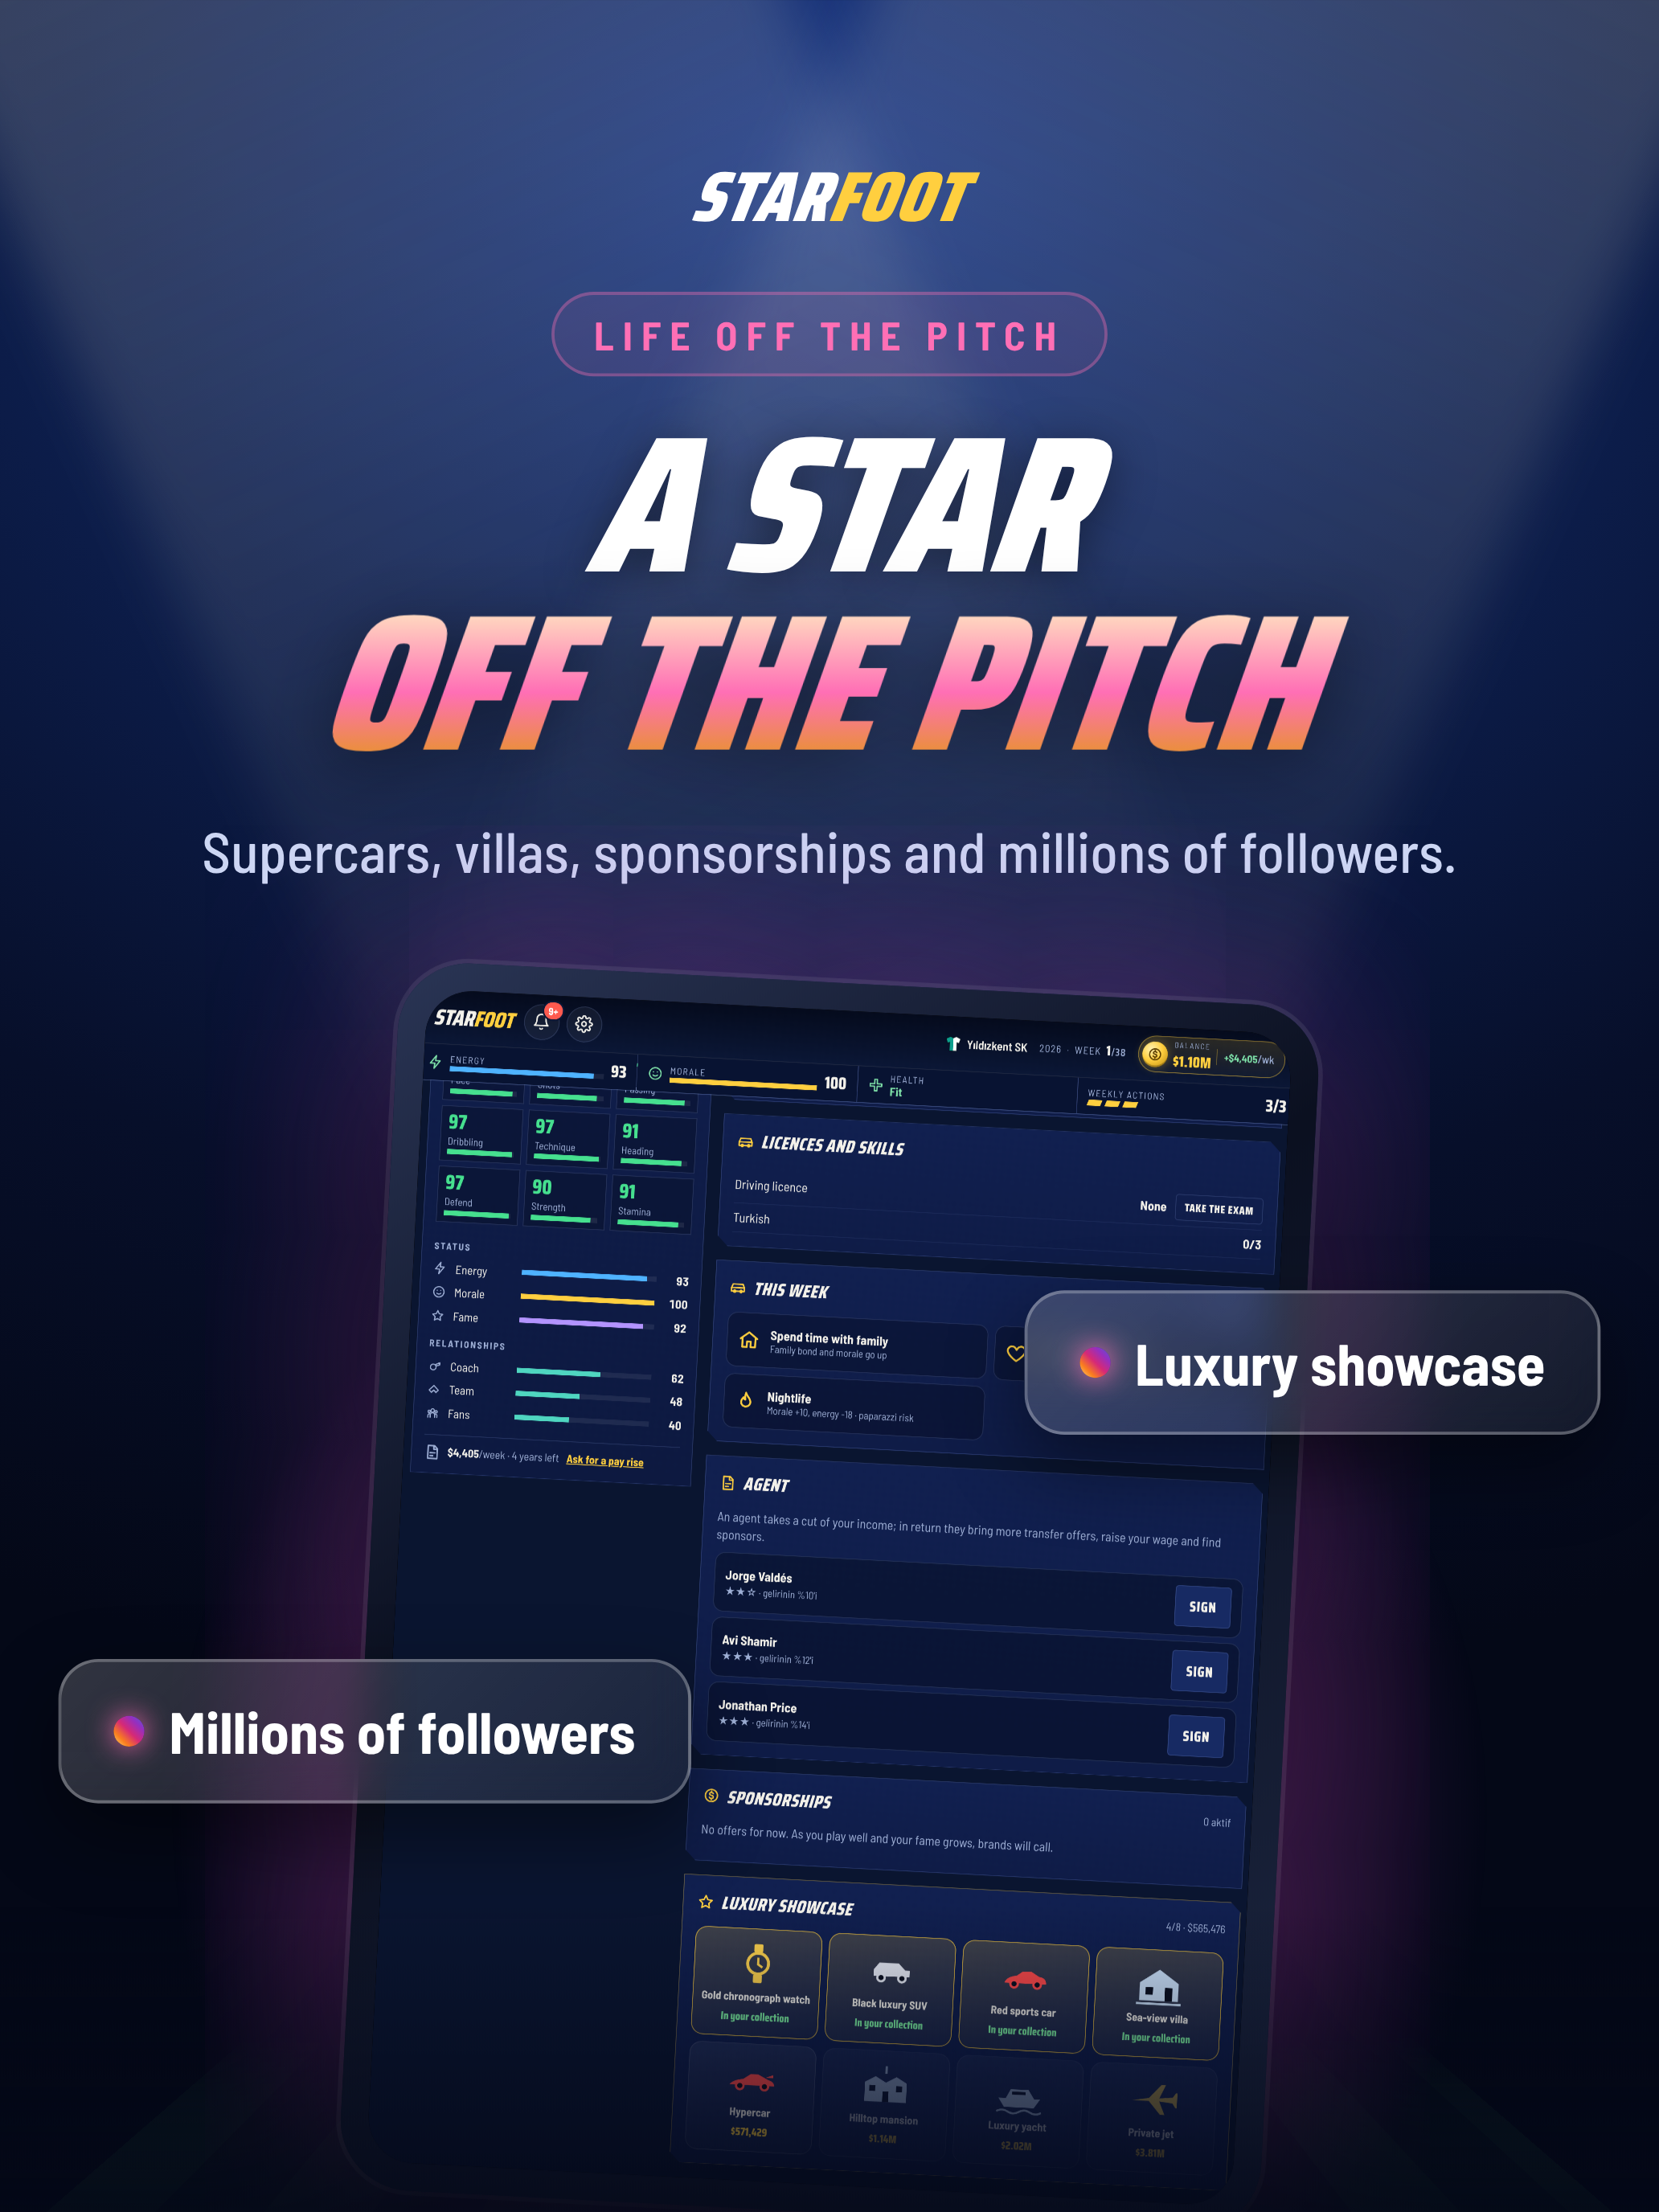 STARFOOT
LIFE OFF THE PITCH
A STAR
OFF THE PITCH
Supercars, villas, sponsorships and millions of followers.
STARFOOT
9+
Yıldızkent SK
2026 · WEEK 1/38
BALANCE
$1.10M
+$4,405/wk
ENERGY
93
MORALE
100
HEALTH
Fit
WEEKLY ACTIONS
3/3
97
Dribbling
97
Technique
91
Heading
97
Defend
90
Strength
91
Stamina
STATUS
Energy
93
Morale
100
Fame
92
RELATIONSHIPS
Coach
62
Team
48
Fans
40
$4,405/week · 4 years left Ask for a pay rise
LICENCES AND SKILLS
Driving licence
None
TAKE THE EXAM
Turkish
0/3
THIS WEEK
Spend time with family
Family bond and morale go up
Nightlife
Morale +10, energy -18 · paparazzi risk
Luxury showcase
AGENT
An agent takes a cut of your income; in return they bring more transfer offers, raise your wage and find
sponsors.
Jorge Valdés
★★☆ · gelirinin %10'i
SIGN
Avi Shamir
★★★ · gelirinin %12'i
SIGN
Jonathan Price
★★★ · gelirinin %14'i
SIGN
Millions of followers
SPONSORSHIPS
0 aktif
No offers for now. As you play well and your fame grows, brands will call.
LUXURY SHOWCASE
4/8 · $565,476
Gold chronograph watch
In your collection
Black luxury SUV
In your collection
Red sports car
In your collection
Sea-view villa
In your collection
Hypercar
$571,429
Hilltop mansion
$1.14M
Luxury yacht
$2.02M
Private jet
$3.81M